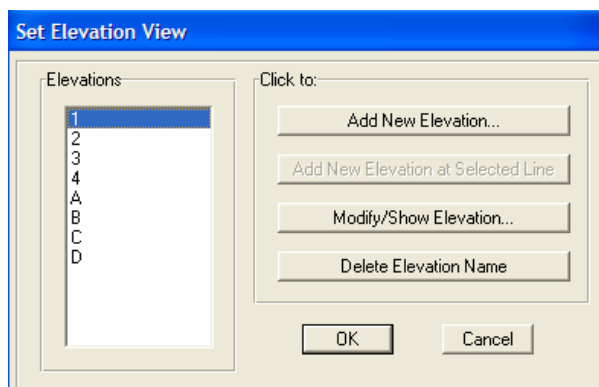 Set Elevation View
Elevations
1
2
3
4
A
B
C
D
Click to:
Add New Elevation...
Add New Elevation at Selected Line
Modify/Show Elevation...
Delete Elevation Name
OK
Cancel